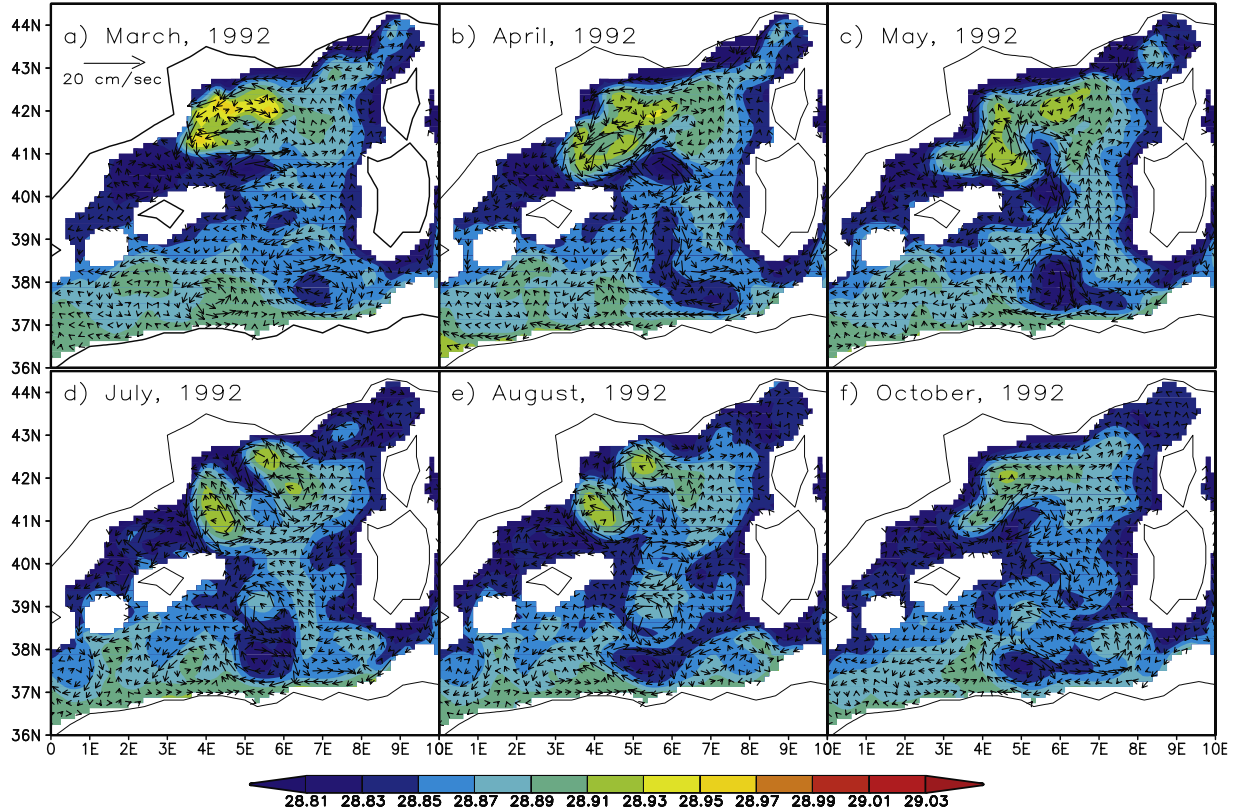 a) March, 1992
b) April, 1992
c) May, 1992
20 cm/sec
44N
43N
42N
41N
40N
39N
38N
37N
36N
d) July, 1992
e) August, 1992
f) October, 1992
44N
43N
42N
41N
40N
39N
38N
37N
36N
0 1E 2E 3E 4E 5E 6E 7E 8E 9E 10E 1E 2E 3E 4E 5E 6E 7E 8E 9E 10E 1E 2E 3E 4E 5E 6E 7E 8E 9E 10E
28.81 28.83 28.85 28.87 28.89 28.91 28.93 28.95 28.97 28.99 29.01 29.03